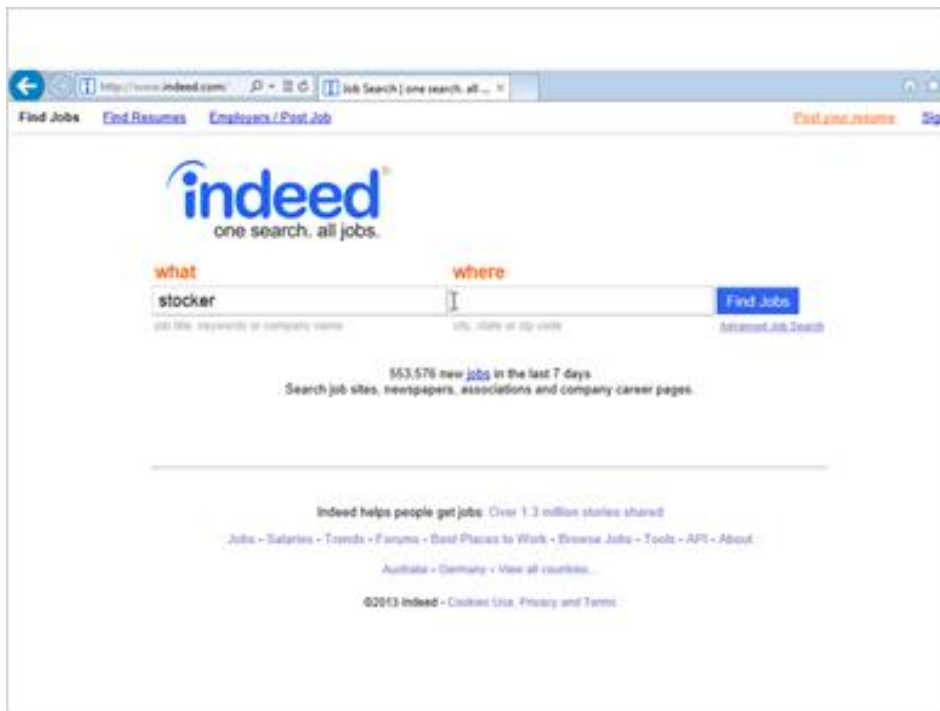 http://www.indeed.com/ Job Search | one search. all ...
Find Jobs Find Resumes Employers / Post Job Post your resume Sig
indeed®
one search. all jobs.
what where
stocker Find Jobs
job title, keywords or company name city, state or zip code Advanced Job Search
553,576 new jobs in the last 7 days
Search job sites, newspapers, associations and company career pages.
Indeed helps people get jobs: Over 1.3 million stories shared
Jobs - Salaries - Trends - Forums - Best Places to Work - Browse Jobs - Tools - API - About
Australia - Germany - View all countries...
©2013 Indeed - Cookies Use, Privacy and Terms